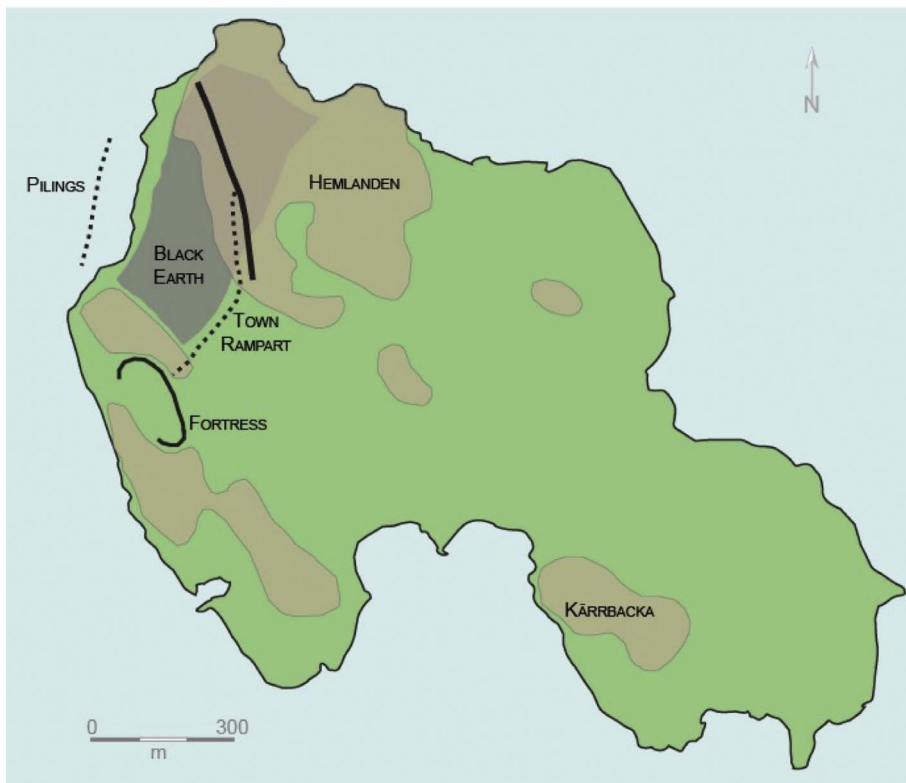 N
PILINGS
HEMLANDEN
BLACK
EARTH
TOWN
RAMPART
FORTRESS
KÄRRBACKA
0 300
m